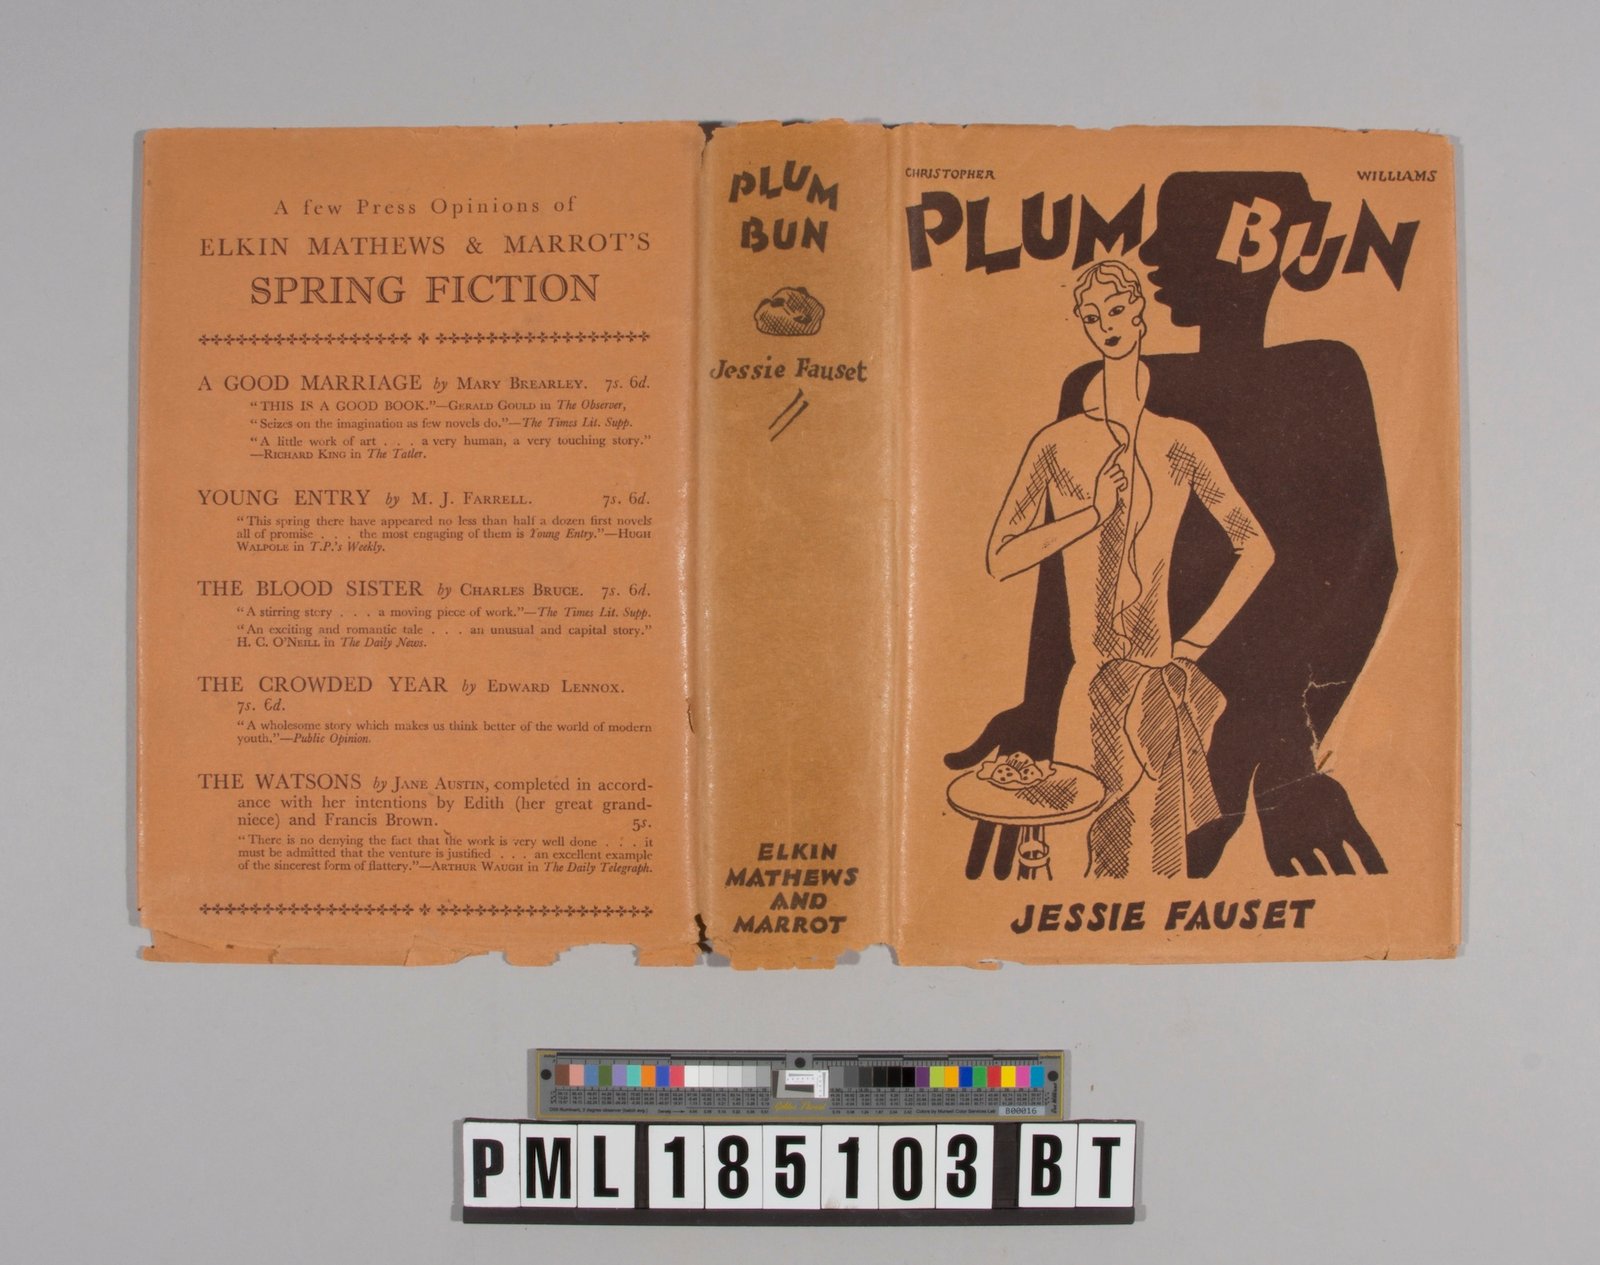 A few Press Opinions of
ELKIN MATHEWS & MARROT'S
SPRING FICTION
A GOOD MARRIAGE by MARY BREARLEY. 7s. 6d.
"THIS IS A GOOD BOOK."—GERALD GOULD in The Observer,
"Seizes on the imagination as few novels do."—The Times Lit. Supp.
"A little work of art . . . a very human, a very touching story."
—RICHARD KING in The Tatler.
YOUNG ENTRY by M. J. FARRELL. 7s. 6d.
"This spring there have appeared no less than half a dozen first novels
all of promise . . . the most engaging of them is Young Entry."—HUGH
WALPOLE in T.P.'s Weekly.
THE BLOOD SISTER by CHARLES BRUCE. 7s. 6d.
"A stirring story . . . a moving piece of work."—The Times Lit. Supp.
"An exciting and romantic tale . . . an unusual and capital story."
H. C. O'NEILL in The Daily News.
THE CROWDED YEAR by EDWARD LENNOX.
7s. 6d.
"A wholesome story which makes us think better of the world of modern
youth."—Public Opinion.
THE WATSONS by JANE AUSTIN, completed in accord-
ance with her intentions by Edith (her great grand-
niece) and Francis Brown. 5s.
"There is no denying the fact that the work is very well done . . . it
must be admitted that the venture is justified . . . an excellent example
of the sincerest form of flattery."—ARTHUR WAUGH in The Daily Telegraph.
PLUM
BUN
Jessie Fauset
ELKIN
MATHEWS
AND
MARROT
CHRISTOPHER WILLIAMS
PLUM BUN
JESSIE FAUSET
Colors by Munsell Color Services Lab
B00016
PML 185103 BT